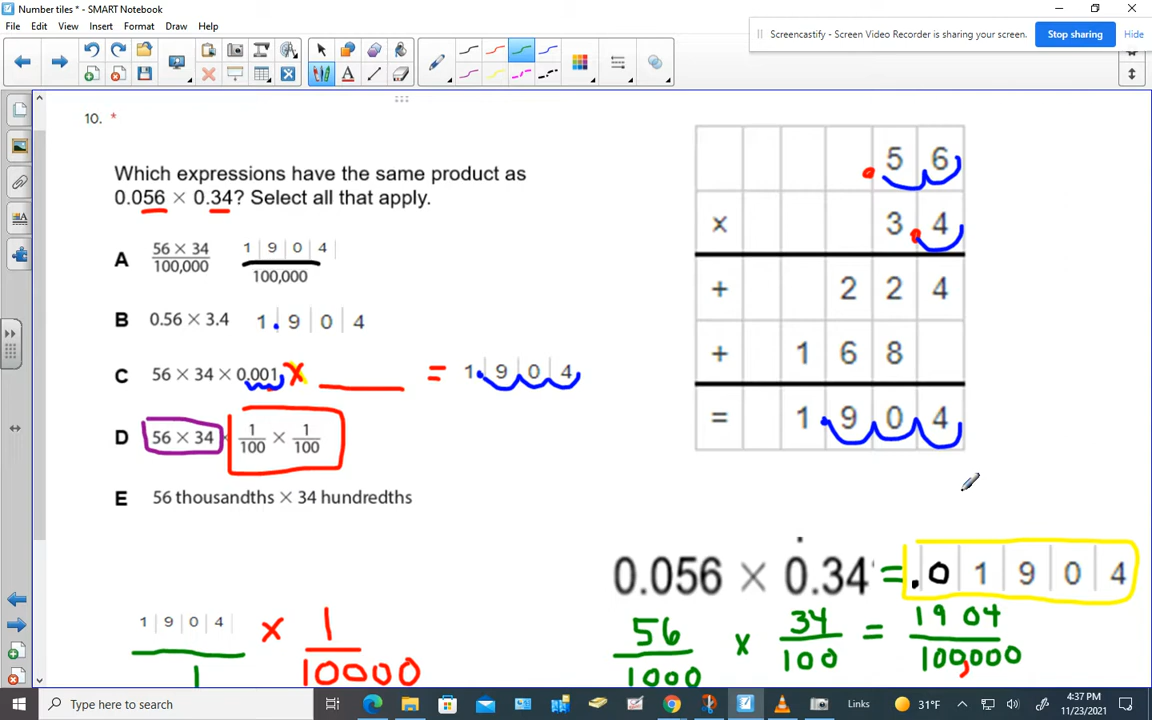 Number tiles * - SMART Notebook
File Edit View Insert Format Draw Help
Screencastify - Screen Video Recorder is sharing your screen. Stop sharing Hide
10. *
Which expressions have the same product as
0.056 × 0.34? Select all that apply.
A 56 × 34 / 100,000 1 9 0 4 / 100,000
B 0.56 × 3.4 1 . 9 0 4
C 56 × 34 × 0.001 × = 1 . 9 0 4
D 56 × 34 × 1/100 × 1/100
E 56 thousandths × 34 hundredths
. 5 6
× 3 . 4
+ 2 2 4
+ 1 6 8
= 1 . 9 0 4
0.056 × 0.34 = . 0 1 9 0 4
56/1000 × 34/100 = 1904/100,000
1 9 0 4 / 1 × 1/10000
Type here to search
Links 31°F 4:37 PM
11/23/2021